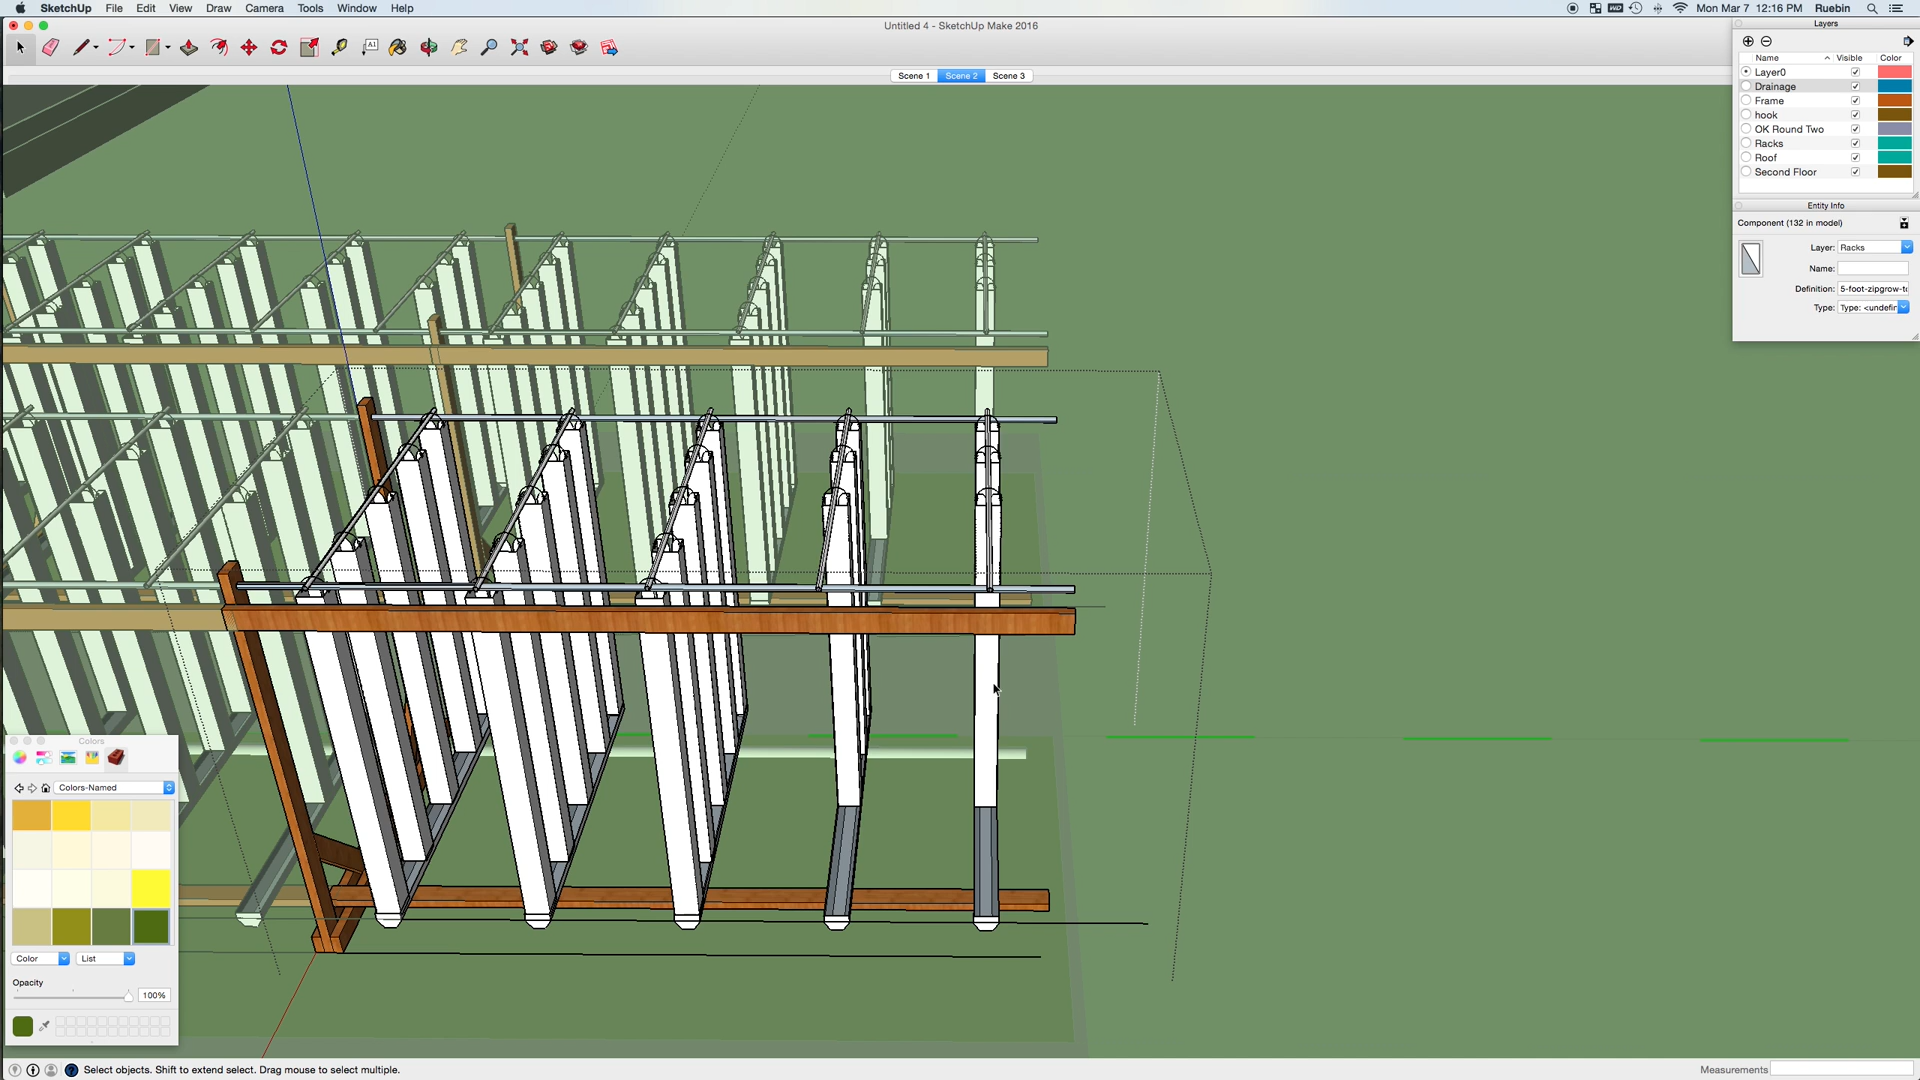 SketchUp File Edit View Draw Camera Tools Window Help
Mon Mar 7 12:16 PM Ruebin
Untitled 4 - SketchUp Make 2016
Scene 1 Scene 2 Scene 3
Layers
Name Visible Color
Layer0
Drainage
Frame
hook
OK Round Two
Racks
Roof
Second Floor
Entity Info
Component (132 in model)
Layer: Racks
Name:
Definition: 5-foot-zipgrow-t
Type: Type: <undefin
Colors
Colors-Named
Color List
Opacity
100%
Select objects. Shift to extend select. Drag mouse to select multiple.
Measurements